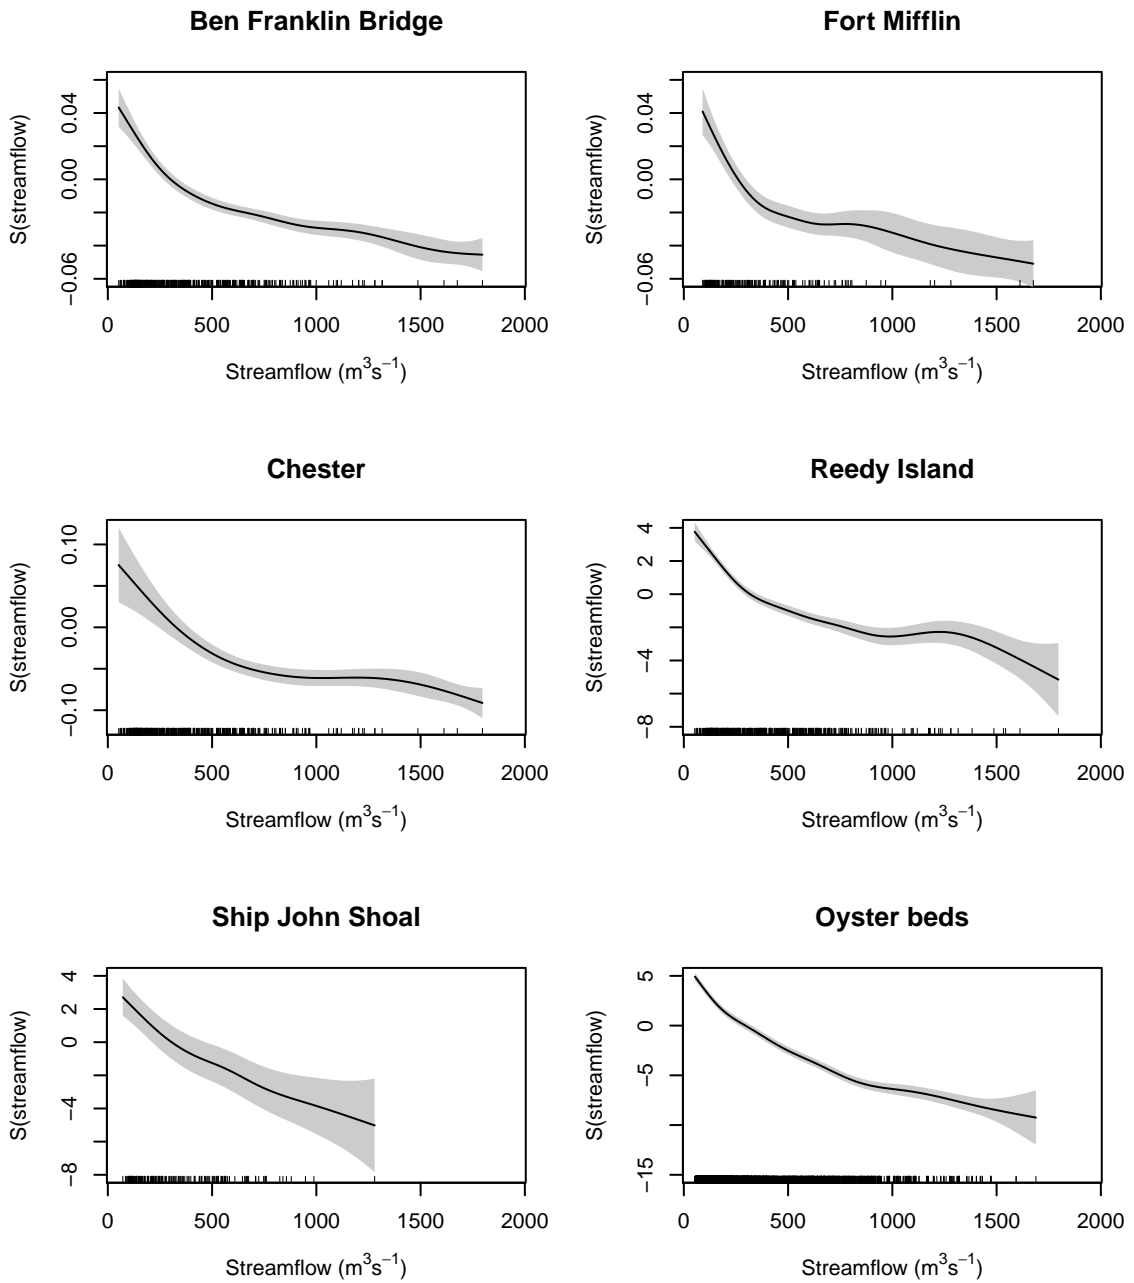 Ben Franklin Bridge
Fort Mifflin
S(streamflow)
0.04
0.00
−0.06
0 500 1000 1500 2000
Streamflow (m³s⁻¹)
S(streamflow)
0.04
0.00
−0.06
0 500 1000 1500 2000
Streamflow (m³s⁻¹)
Chester
Reedy Island
S(streamflow)
0.10
0.00
−0.10
0 500 1000 1500 2000
Streamflow (m³s⁻¹)
S(streamflow)
4
2
0
−4
−8
0 500 1000 1500 2000
Streamflow (m³s⁻¹)
Ship John Shoal
Oyster beds
S(streamflow)
4
2
0
−4
−8
0 500 1000 1500 2000
Streamflow (m³s⁻¹)
S(streamflow)
5
0
−5
−15
0 500 1000 1500 2000
Streamflow (m³s⁻¹)